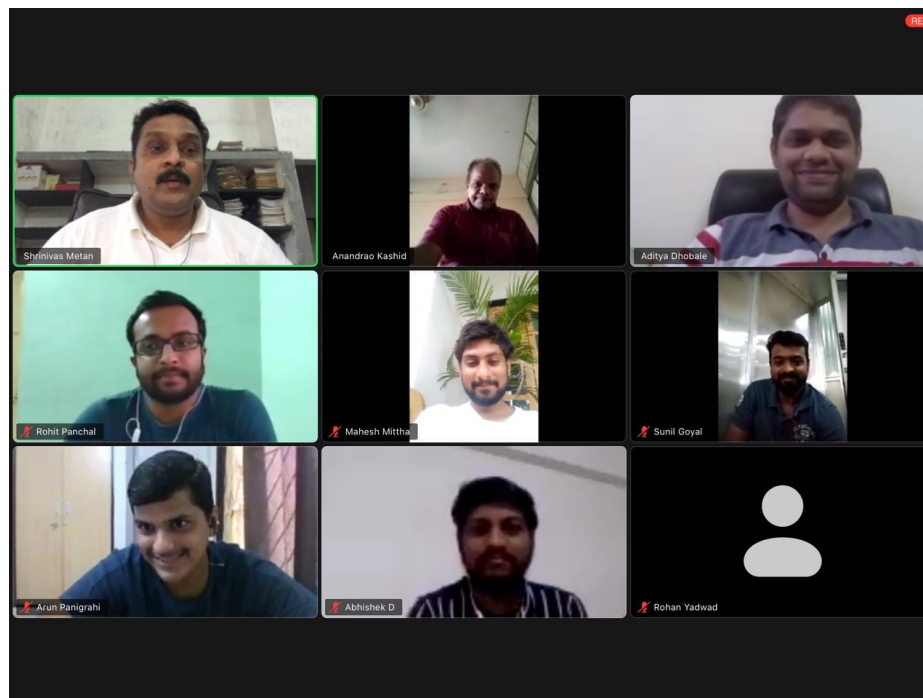 RE
Shrinivas Metan
Anandrao Kashid
Aditya Dhobale
Rohit Panchal
Mahesh Mittha
Sunil Goyal
Arun Panigrahi
Abhishek D
Rohan Yadwad